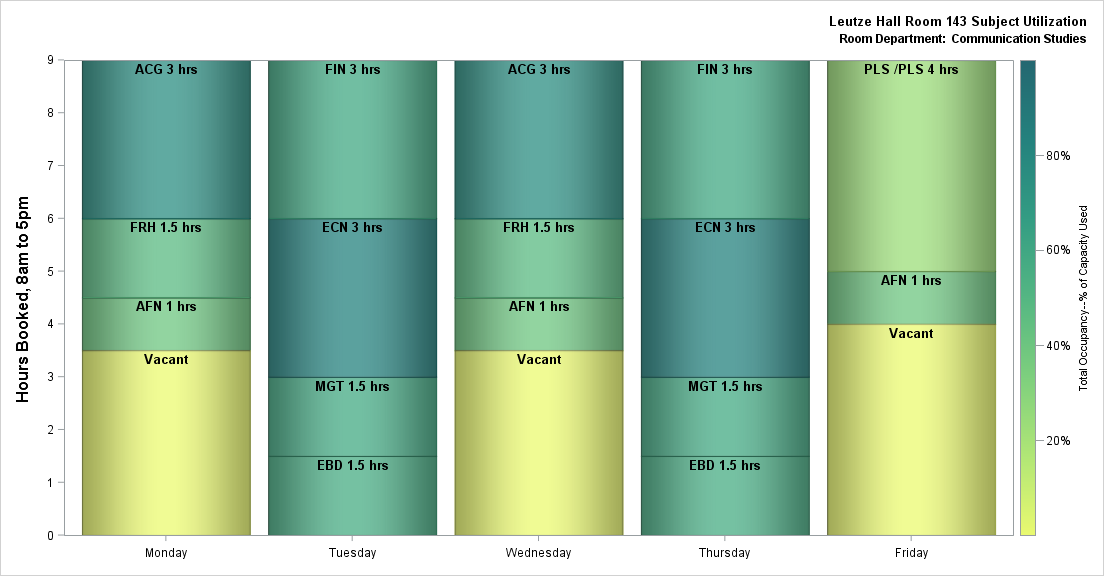 Leutze Hall Room 143 Subject Utilization
Room Department: Communication Studies
Hours Booked, 8am to 5pm
9
8
7
6
5
4
3
2
1
0
ACG 3 hrs
FRH 1.5 hrs
AFN 1 hrs
Vacant
FIN 3 hrs
ECN 3 hrs
MGT 1.5 hrs
EBD 1.5 hrs
ACG 3 hrs
FRH 1.5 hrs
AFN 1 hrs
Vacant
FIN 3 hrs
ECN 3 hrs
MGT 1.5 hrs
EBD 1.5 hrs
PLS /PLS 4 hrs
AFN 1 hrs
Vacant
Monday
Tuesday
Wednesday
Thursday
Friday
80%
60%
40%
20%
Total Occupancy--% of Capacity Used